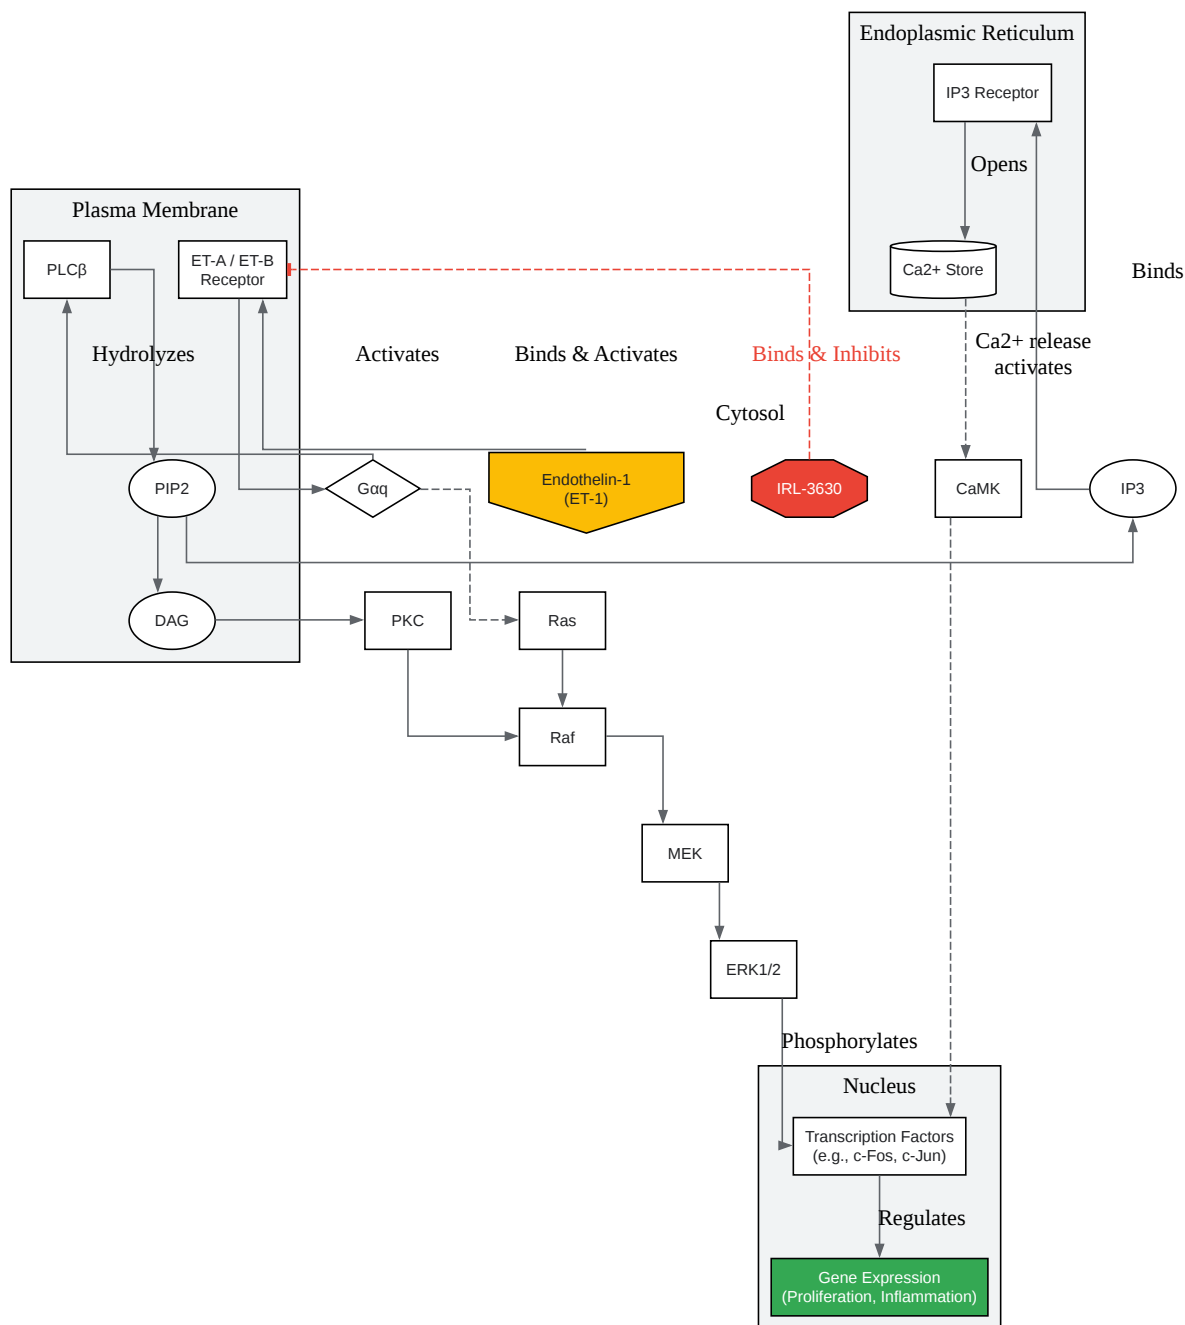 Endoplasmic Reticulum
IP3 Receptor
Opens
Plasma Membrane
PLCβ
ET-A / ET-B
Receptor
Ca2+ Store
Binds
Hydrolyzes
Activates
Binds & Activates
Binds & Inhibits
Ca2+ release
activates
Cytosol
PIP2
Gαq
Endothelin-1
(ET-1)
IRL-3630
CaMK
IP3
DAG
PKC
Ras
Raf
MEK
ERK1/2
Phosphorylates
Nucleus
Transcription Factors
(e.g., c-Fos, c-Jun)
Regulates
Gene Expression
(Proliferation, Inflammation)